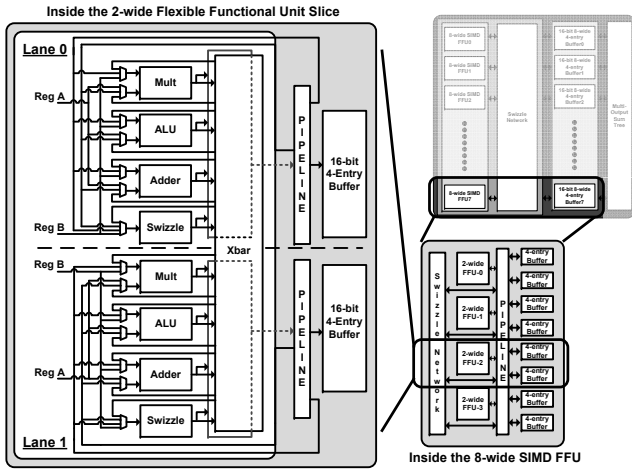 Inside the 2-wide Flexible Functional Unit Slice
Lane 0
Reg A
Mult
ALU
Adder
Swizzle
Reg B
Xbar
PIPELINE
16-bit
4-Entry
Buffer
Reg B
Mult
ALU
Reg A
Adder
Swizzle
Lane 1
PIPELINE
16-bit
4-Entry
Buffer
8-wide SIMD
FFU0
8-wide SIMD
FFU1
8-wide SIMD
FFU2
8-wide SIMD
FFU7
Swizzle
Network
16-bit 8-wide
4-entry
Buffer0
16-bit 8-wide
4-entry
Buffer1
16-bit 8-wide
4-entry
Buffer2
16-bit 8-wide
4-entry
Buffer7
Multi-
Output
Sum
Tree
Swizzle Network
2-wide
FFU-0
2-wide
FFU-1
2-wide
FFU-2
2-wide
FFU-3
PIPELINE
4-entry
Buffer
4-entry
Buffer
4-entry
Buffer
4-entry
Buffer
4-entry
Buffer
4-entry
Buffer
4-entry
Buffer
4-entry
Buffer
Inside the 8-wide SIMD FFU